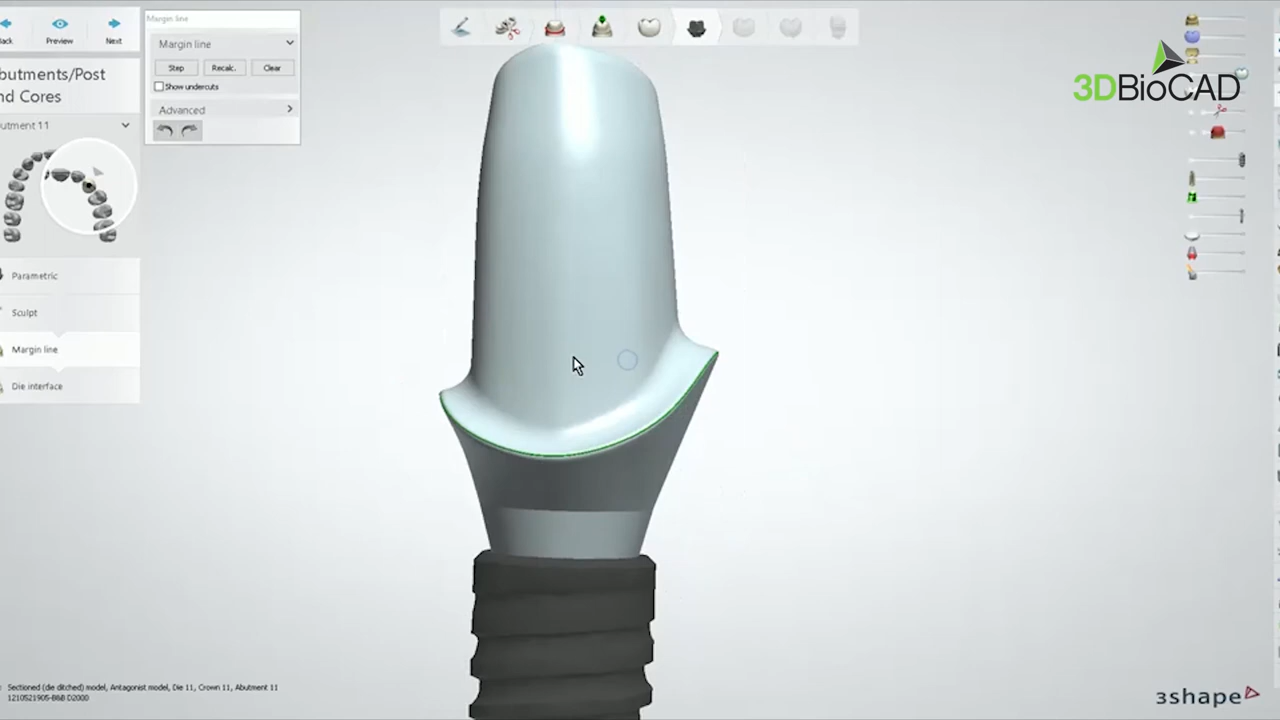 Back
Preview
Next
Margin line
Margin line
Step
Recalc.
Clear
Show undercuts
Advanced
butments/Post
nd Cores
utment 11
Parametric
Sculpt
Margin line
Die interface
3DBioCAD
Sectioned (die ditched) model, Antagonist model, Die 11, Crown 11, Abutment 11
1210521905-B&B D2000
3shape